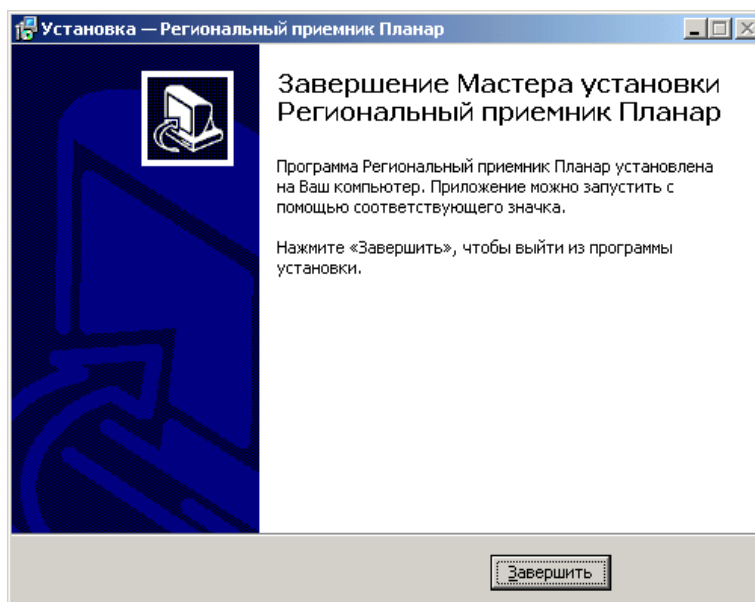 Установка — Региональный приемник Планар
Завершение Мастера установки
Региональный приемник Планар
Программа Региональный приемник Планар установлена
на Ваш компьютер. Приложение можно запустить с
помощью соответствующего значка.
Нажмите «Завершить», чтобы выйти из программы
установки.
Завершить